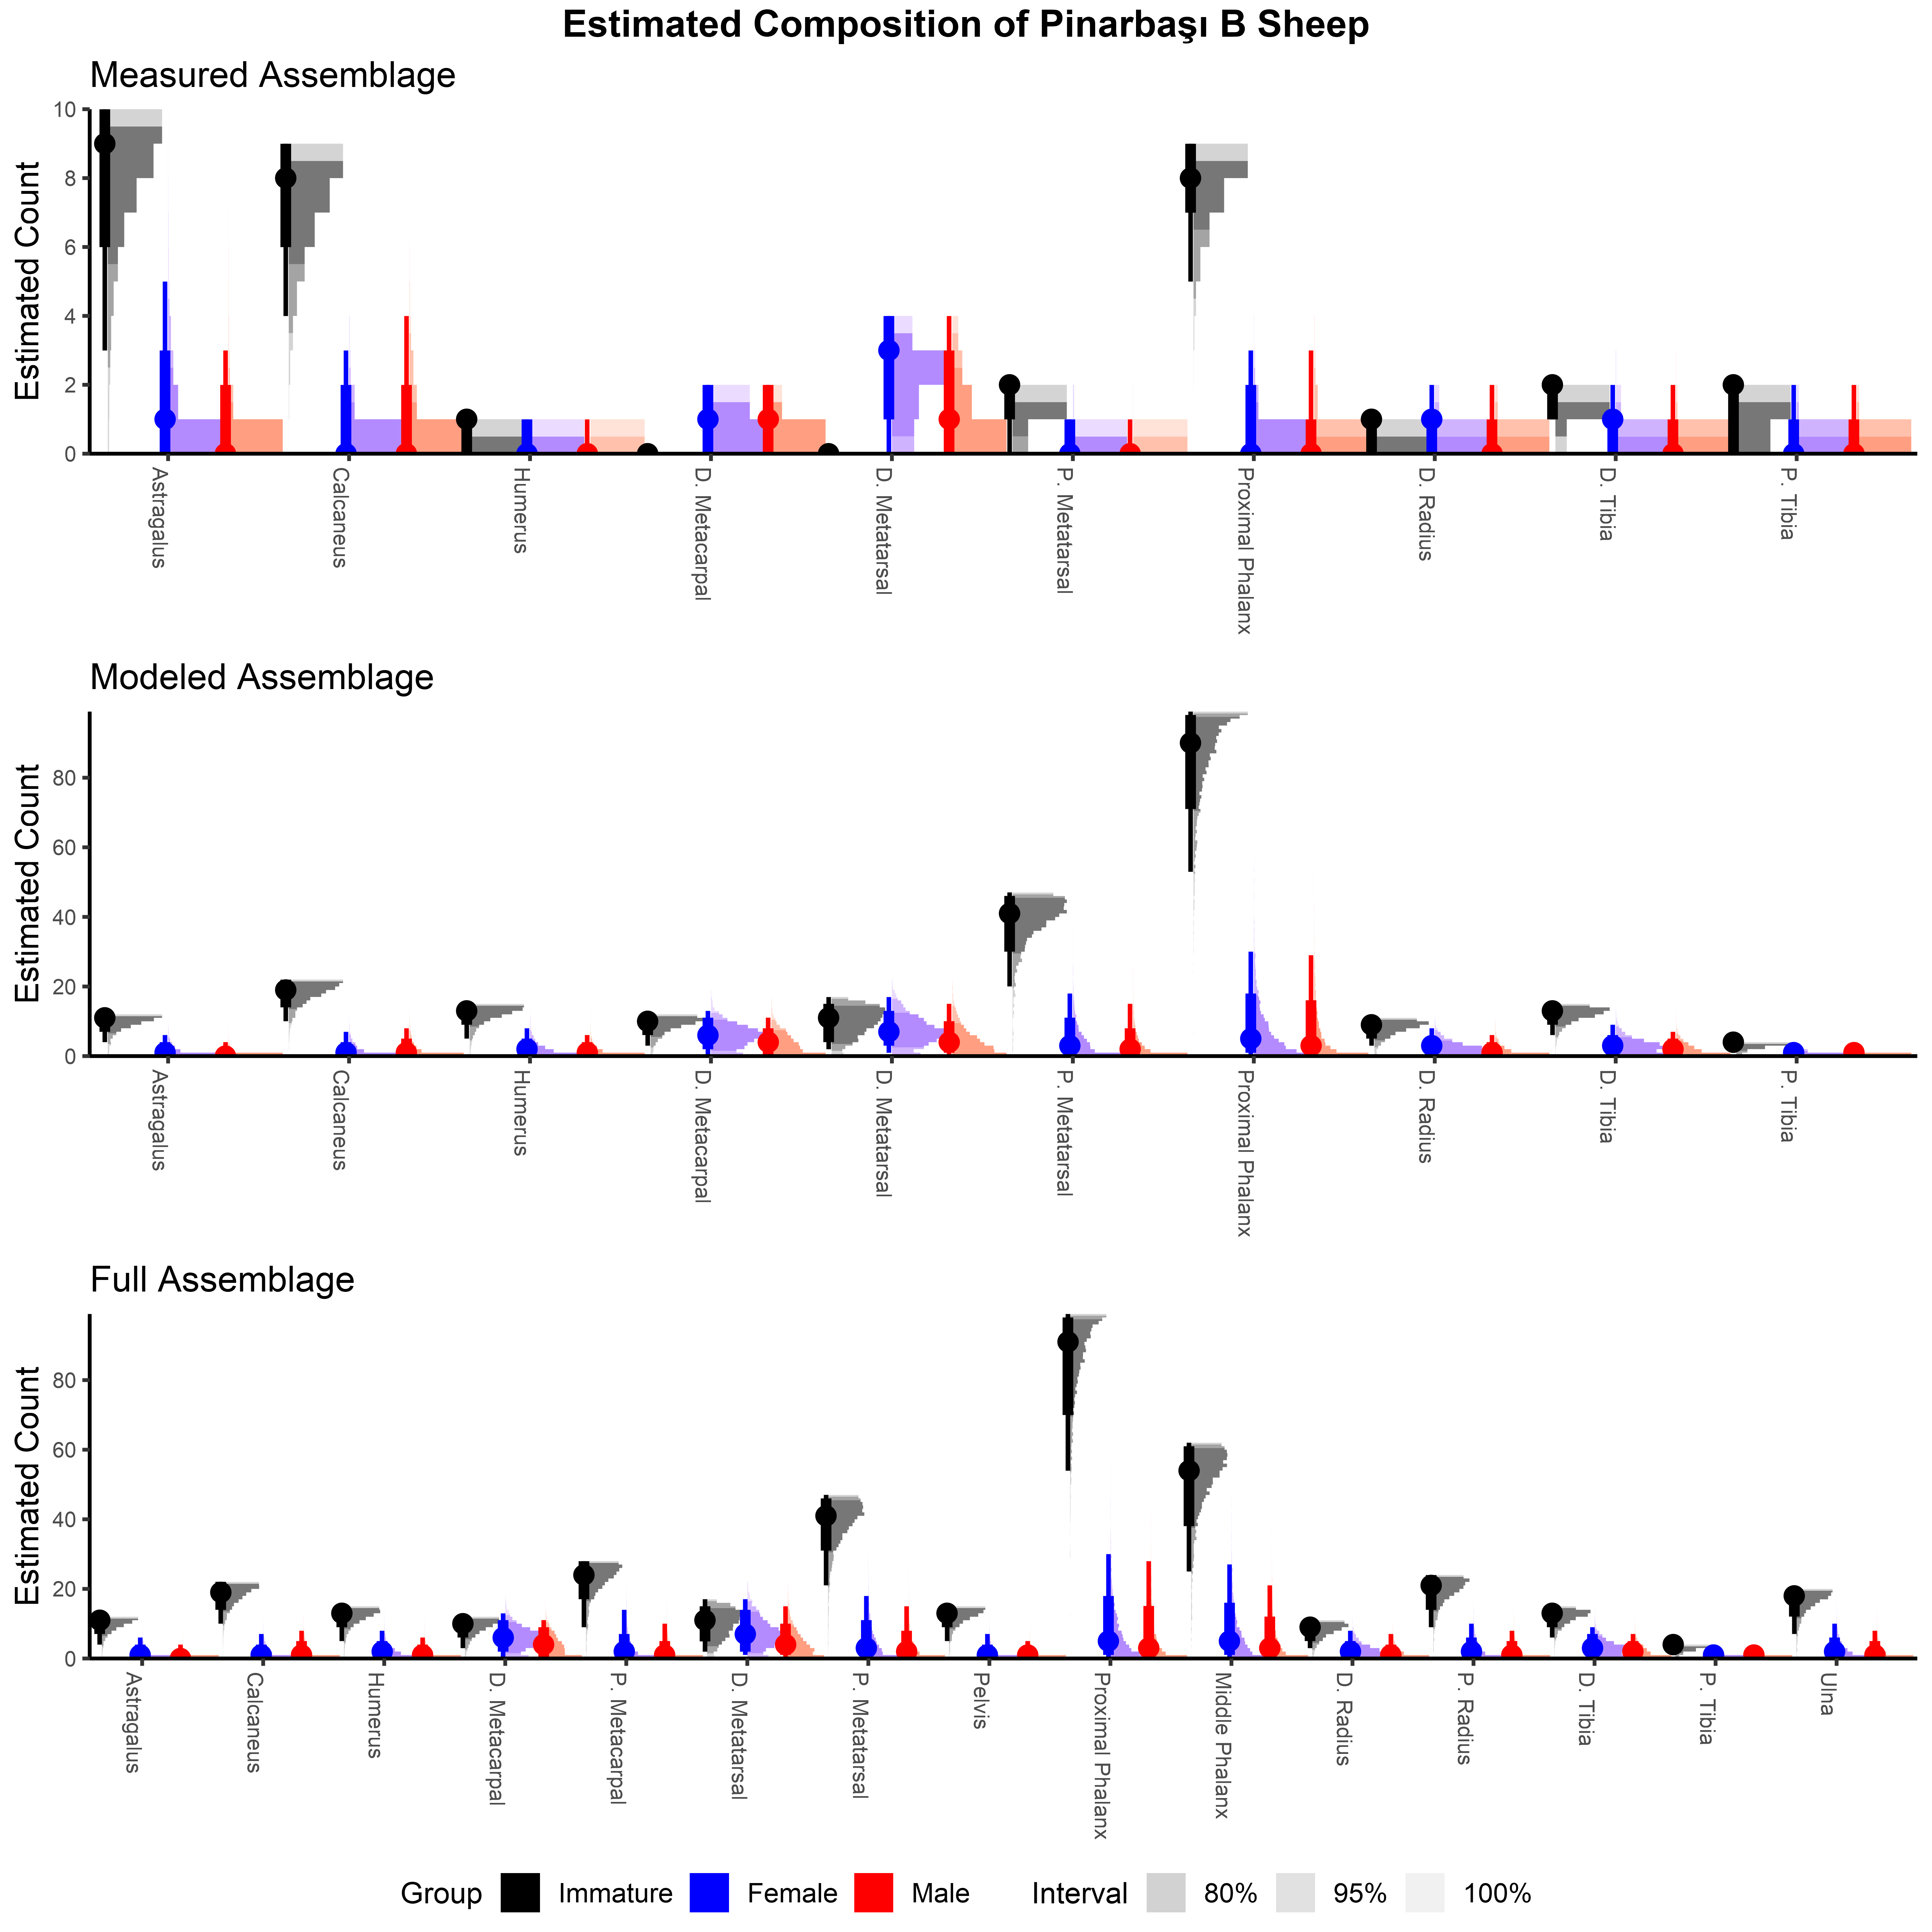 Estimated Composition of Pinarbaşı B Sheep
Measured Assemblage
Estimated Count
10
8
6
4
2
0
Astragalus
Calcaneus
Humerus
D. Metacarpal
D. Metatarsal
P. Metatarsal
Proximal Phalanx
D. Radius
D. Tibia
P. Tibia
Modeled Assemblage
Estimated Count
80
60
40
20
0
Astragalus
Calcaneus
Humerus
D. Metacarpal
D. Metatarsal
P. Metatarsal
Proximal Phalanx
D. Radius
D. Tibia
P. Tibia
Full Assemblage
Estimated Count
80
60
40
20
0
Astragalus
Calcaneus
Humerus
D. Metacarpal
P. Metacarpal
D. Metatarsal
P. Metatarsal
Pelvis
Proximal Phalanx
Middle Phalanx
D. Radius
P. Radius
D. Tibia
P. Tibia
Ulna
Group Immature Female Male Interval 80% 95% 100%